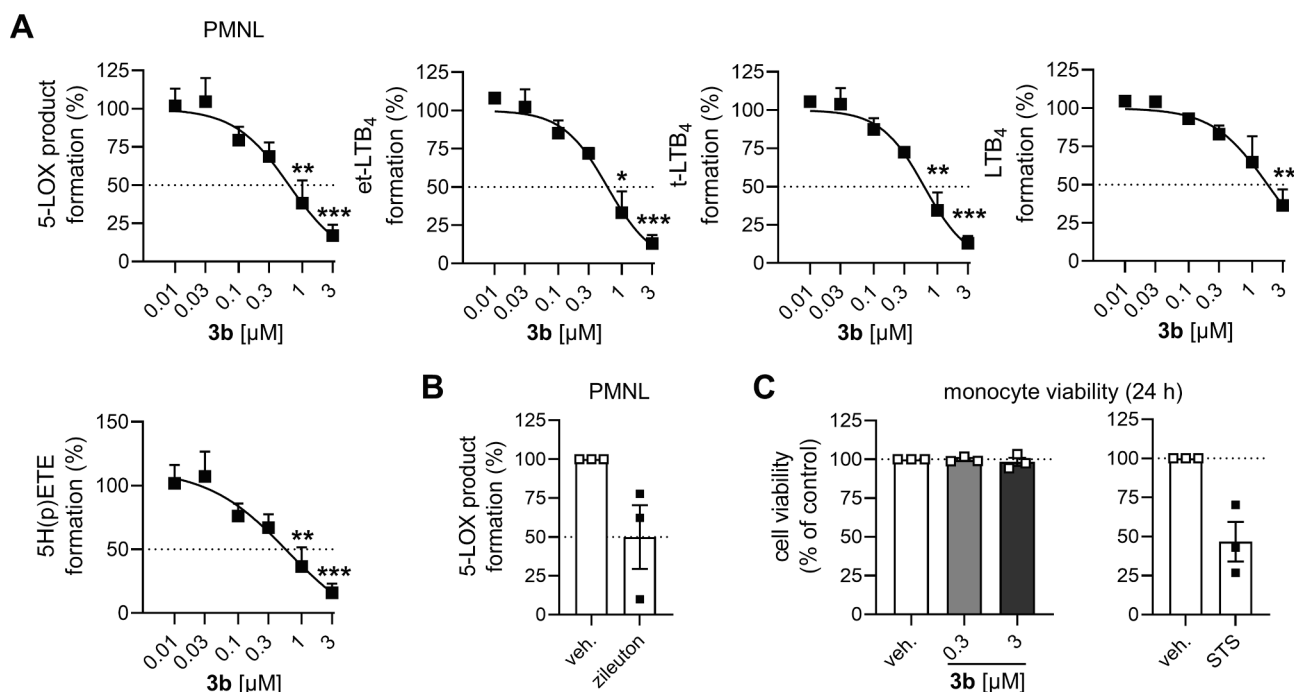 A
PMNL
5-LOX product
formation (%)
125
100
75
50
25
0
**
***
0.01
0.03
0.1
0.3
1
3
3b [µM]
et-LTB4
formation (%)
125
100
75
50
25
0
*
***
0.01
0.03
0.1
0.3
1
3
3b [µM]
t-LTB4
formation (%)
125
100
75
50
25
0
**
***
0.01
0.03
0.1
0.3
1
3
3b [µM]
LTB4
formation (%)
125
100
75
50
25
0
**
0.01
0.03
0.1
0.3
1
3
3b [µM]
5H(p)ETE
formation (%)
150
100
50
0
**
***
0.01
0.03
0.1
0.3
1
3
3b [µM]
B
PMNL
5-LOX product
formation (%)
125
100
75
50
25
0
veh.
zileuton
C
monocyte viability (24 h)
cell viability
(% of control)
125
100
75
50
25
0
veh.
0.3
3
3b [µM]
125
100
75
50
25
0
veh.
STS